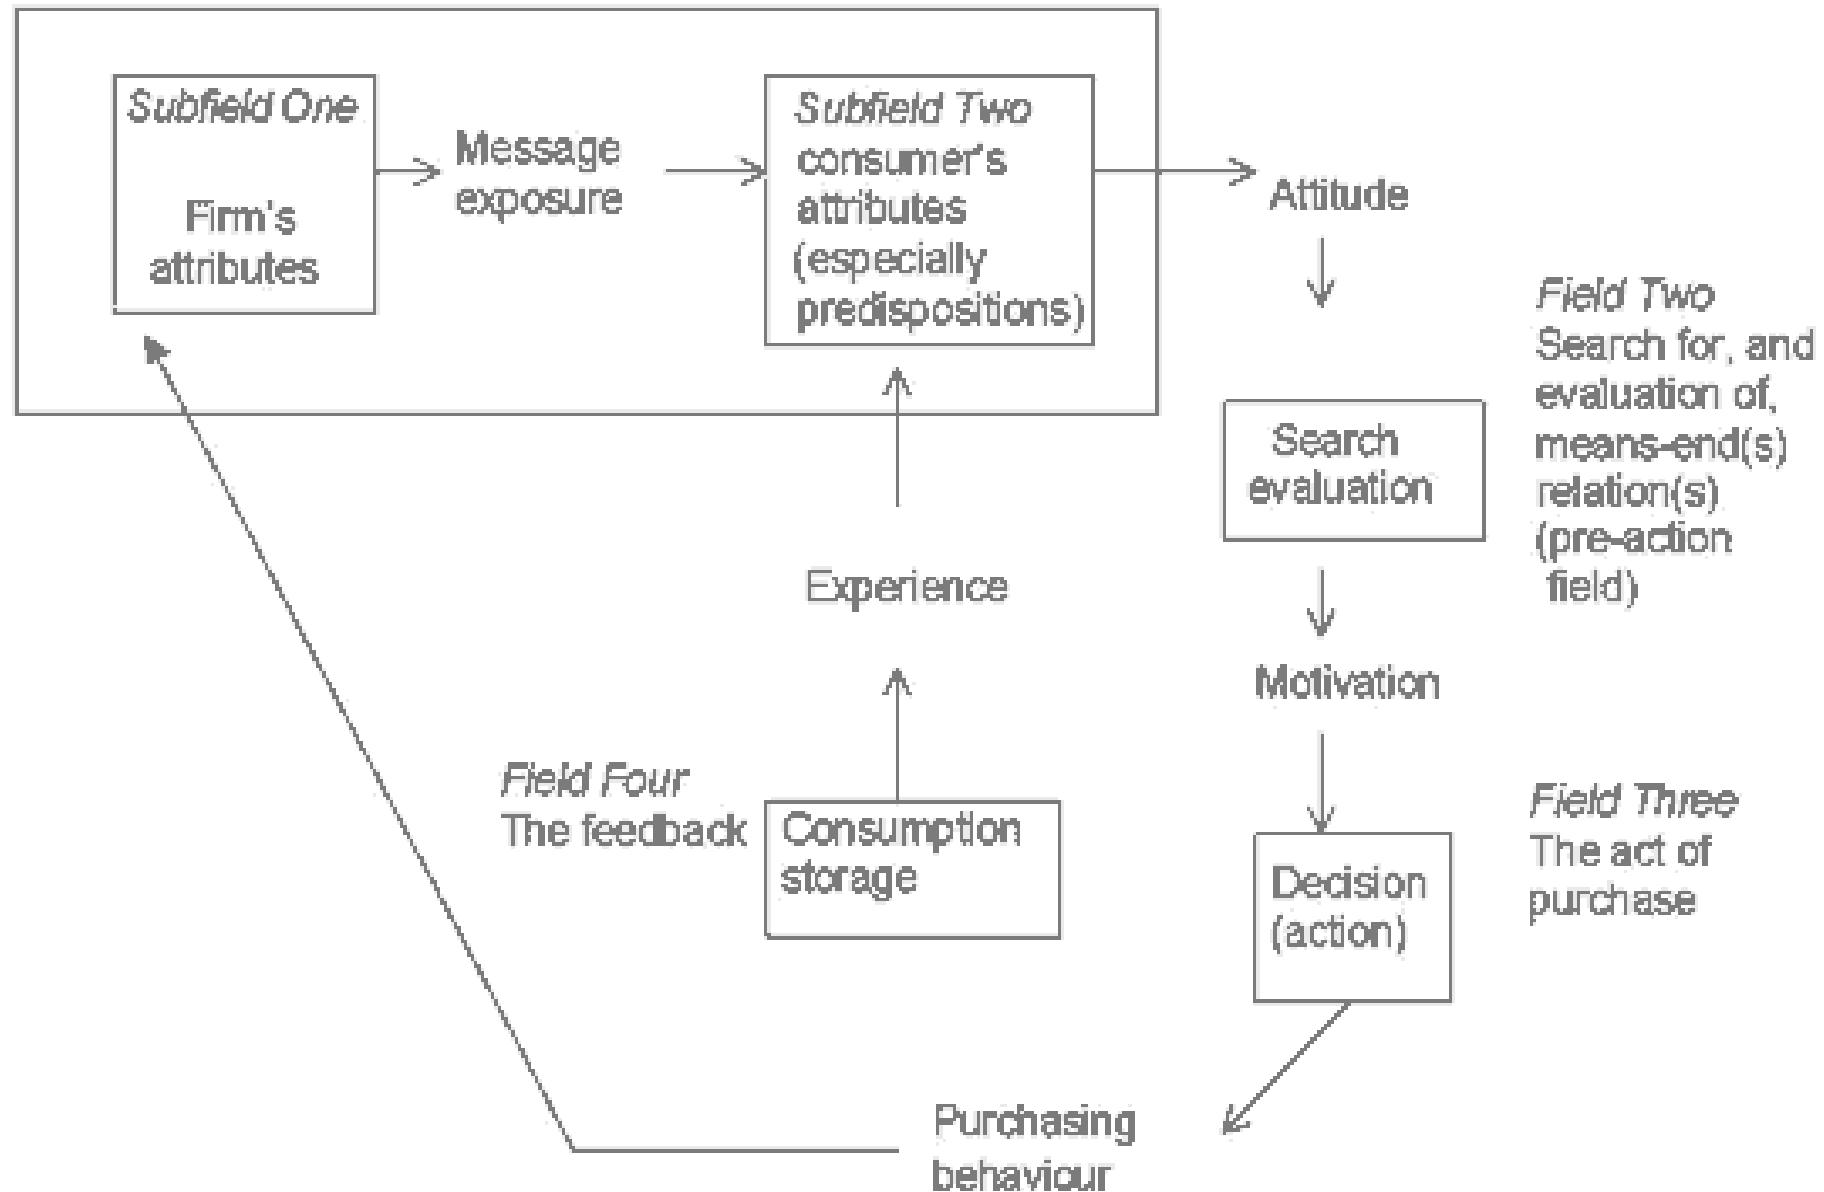 Subfield One
Firm's
attributes
Message
exposure
Subfield Two
consumer's
attributes
(especially
predispositions)
Attitude
Field Two
Search for, and
evaluation of,
means-end(s)
relation(s)
(pre-action
field)
Search
evaluation
Experience
Motivation
Field Four
The feedback
Consumption
storage
Field Three
The act of
purchase
Decision
(action)
Purchasing
behaviour